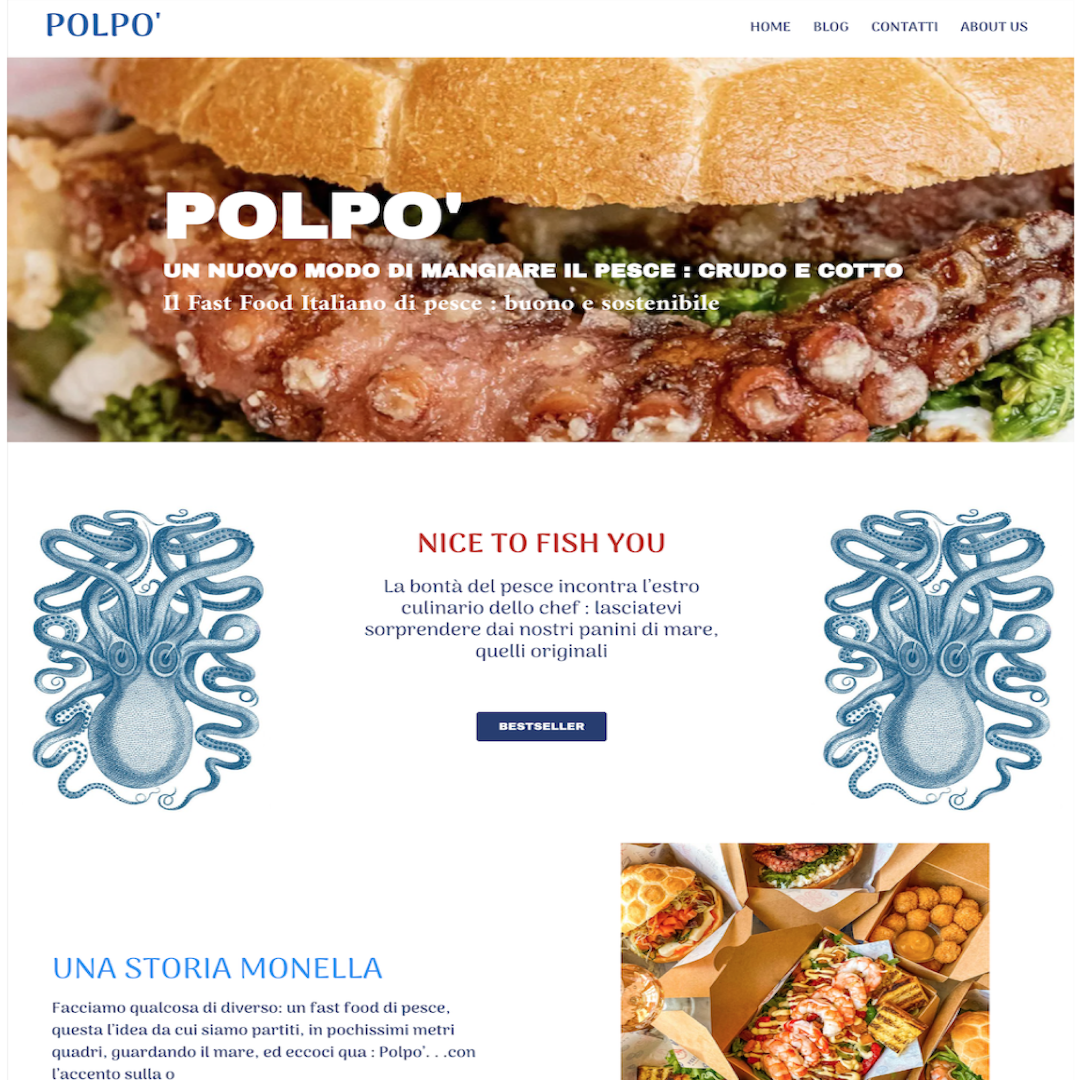 POLPO'
HOME BLOG CONTATTI ABOUT US
POLPO'
UN NUOVO MODO DI MANGIARE IL PESCE : CRUDO E COTTO
Il Fast Food Italiano di pesce : buono e sostenibile
NICE TO FISH YOU
La bontà del pesce incontra l'estro
culinario dello chef : lasciatevi
sorprendere dai nostri panini di mare,
quelli originali
BESTSELLER
UNA STORIA MONELLA
Facciamo qualcosa di diverso: un fast food di pesce,
questa l'idea da cui siamo partiti, in pochissimi metri
quadri, guardando il mare, ed eccoci qua : Polpo'. . .con
l'accento sulla o